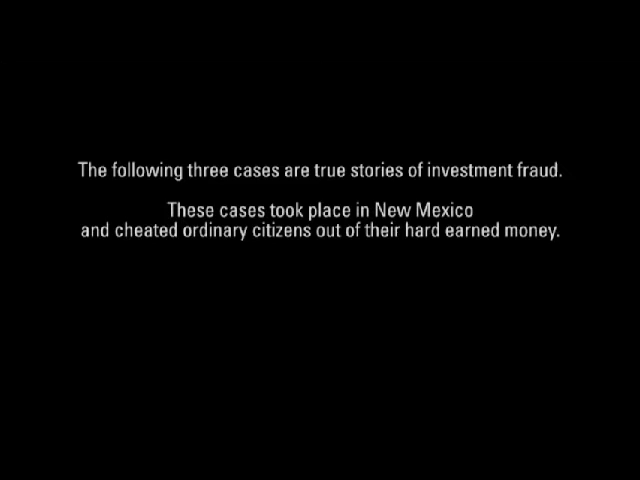 The following three cases are true stories of investment fraud.
These cases took place in New Mexico
and cheated ordinary citizens out of their hard earned money.